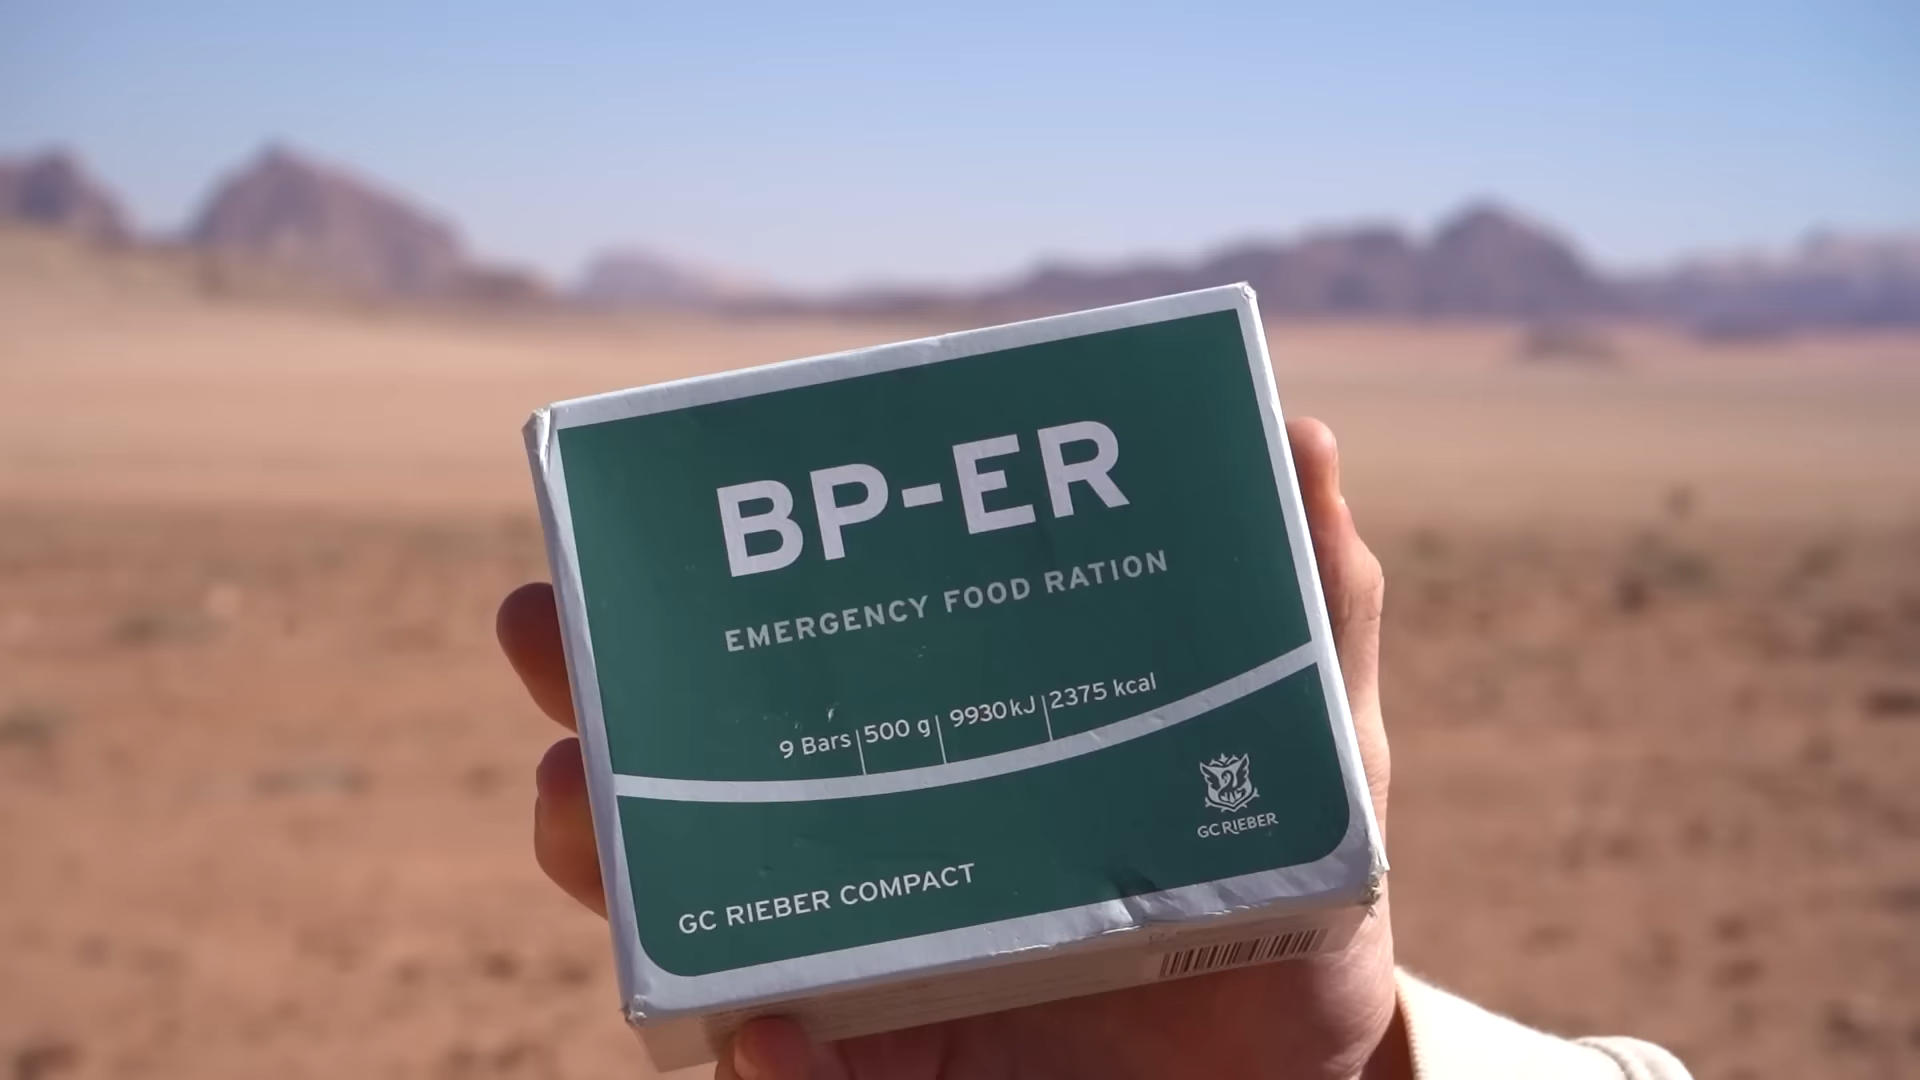 BP-ER
EMERGENCY FOOD RATION
9 Bars 500 g 9930 kJ 2375 kcal
GC RIEBER
GC RIEBER COMPACT